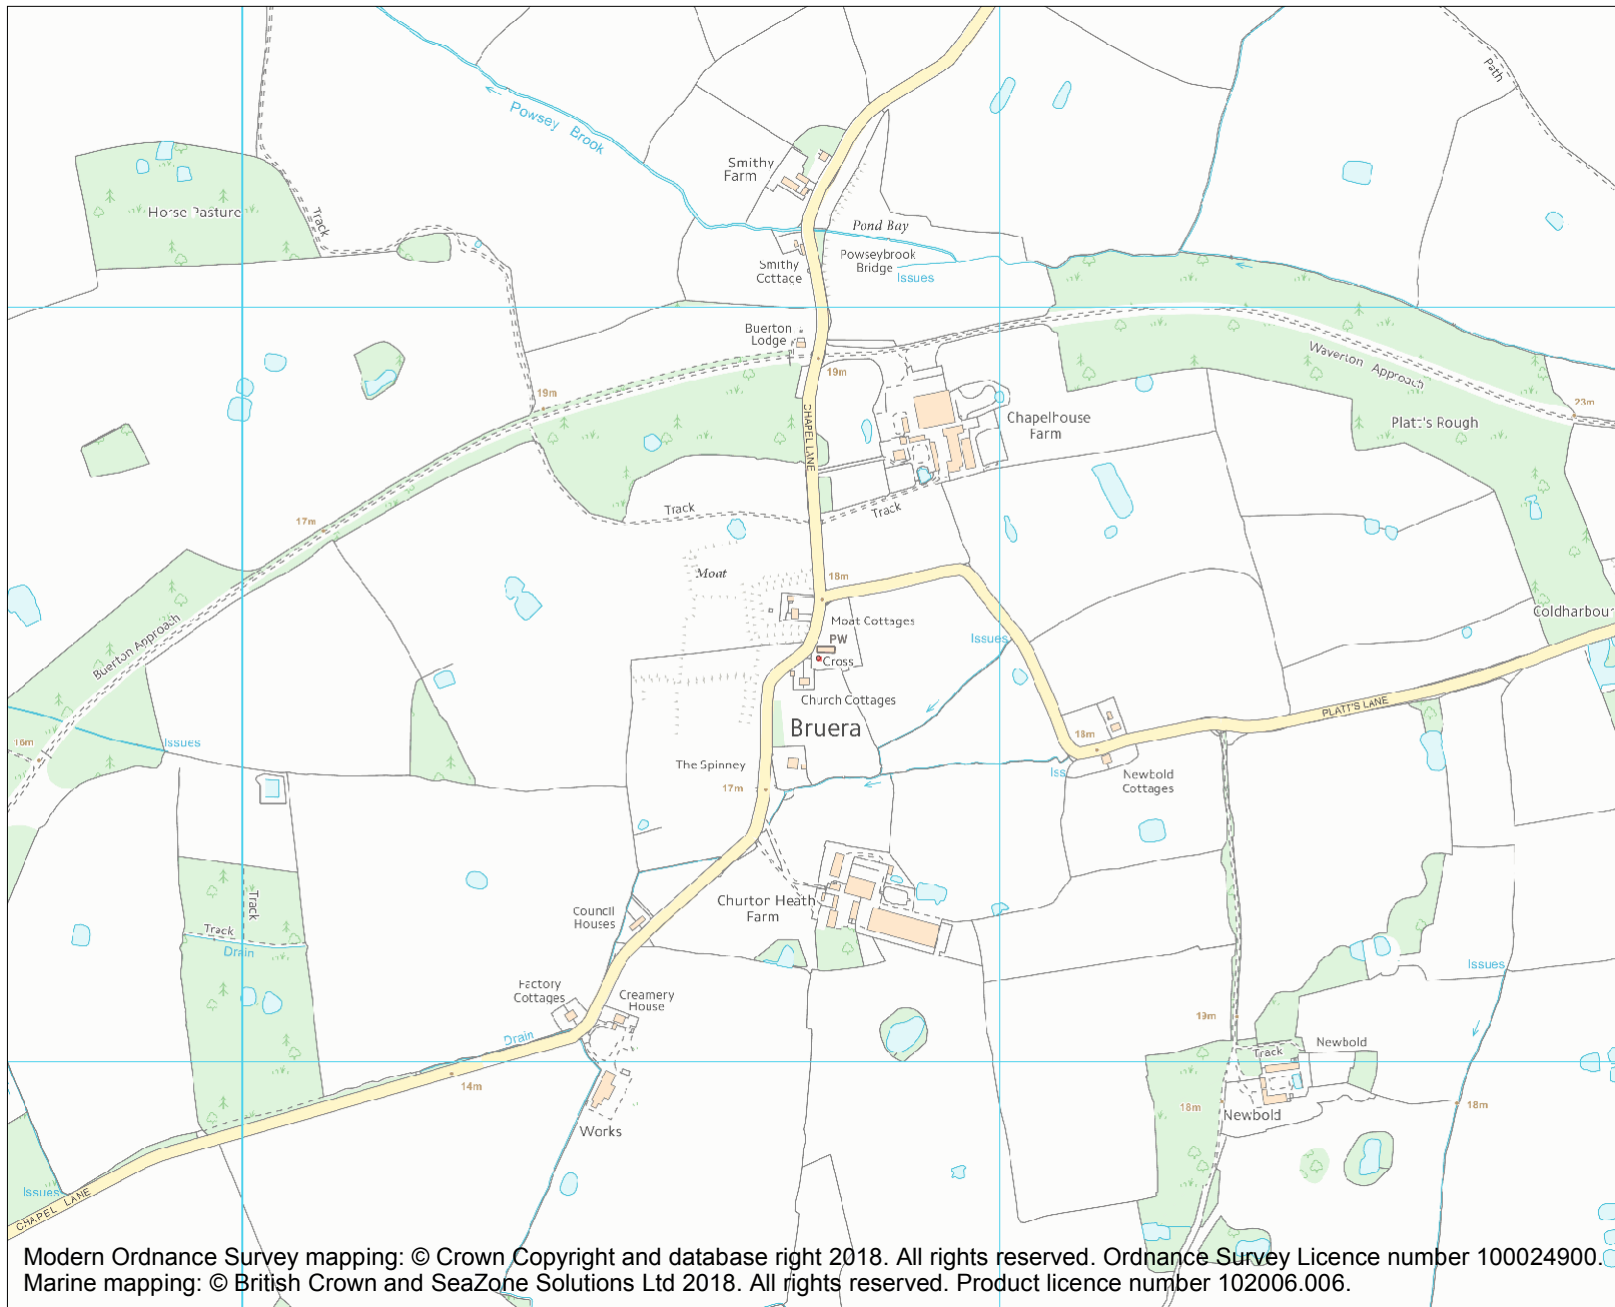 Path
Powsey Brook
Smithy
Farm
Horse Pasture
Track
Pond Bay
Powseybrook
Bridge
Smithy
Cottage
Issues
Buerton
Lodge
19m
Waverton Approach
19m
23m
CHAPEL LANE
Chapelhouse
Farm
Platt's Rough
17m
Track
Track
Moat
18m
Coldharbour
Moat Cottages
PW
Cross
Issues
Buerton Approach
Church Cottages
PLATT'S LANE
Bruera
16m
Issues
18m
The Spinney
Iss
Newbold
Cottages
17m
Track
Churton Heath
Farm
Council
Houses
Track
Drain
Issues
Factory
Cottages
Creamery
House
19m
Drain
Newbold
Track
14m
18m
Newbold
18m
Works
Issues
CHAPEL LANE
Modern Ordnance Survey mapping: © Crown Copyright and database right 2018. All rights reserved. Ordnance Survey Licence number 100024900.
Marine mapping: © British Crown and SeaZone Solutions Ltd 2018. All rights reserved. Product licence number 102006.006.